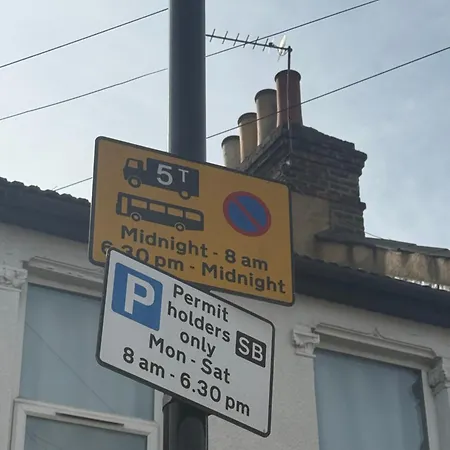 5T
Midnight - 8 am
6.30 pm - Midnight
P
Permit
holders
only
SB
Mon - Sat
8 am - 6.30 pm